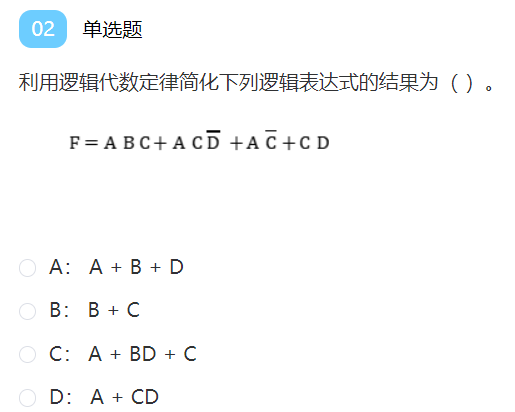 02 单选题
利用逻辑代数定律简化下列逻辑表达式的结果为（ ）。
F = A B C + A C D̅ + A C̅ + C D
A： A + B + D
B： B + C
C： A + BD + C
D： A + CD